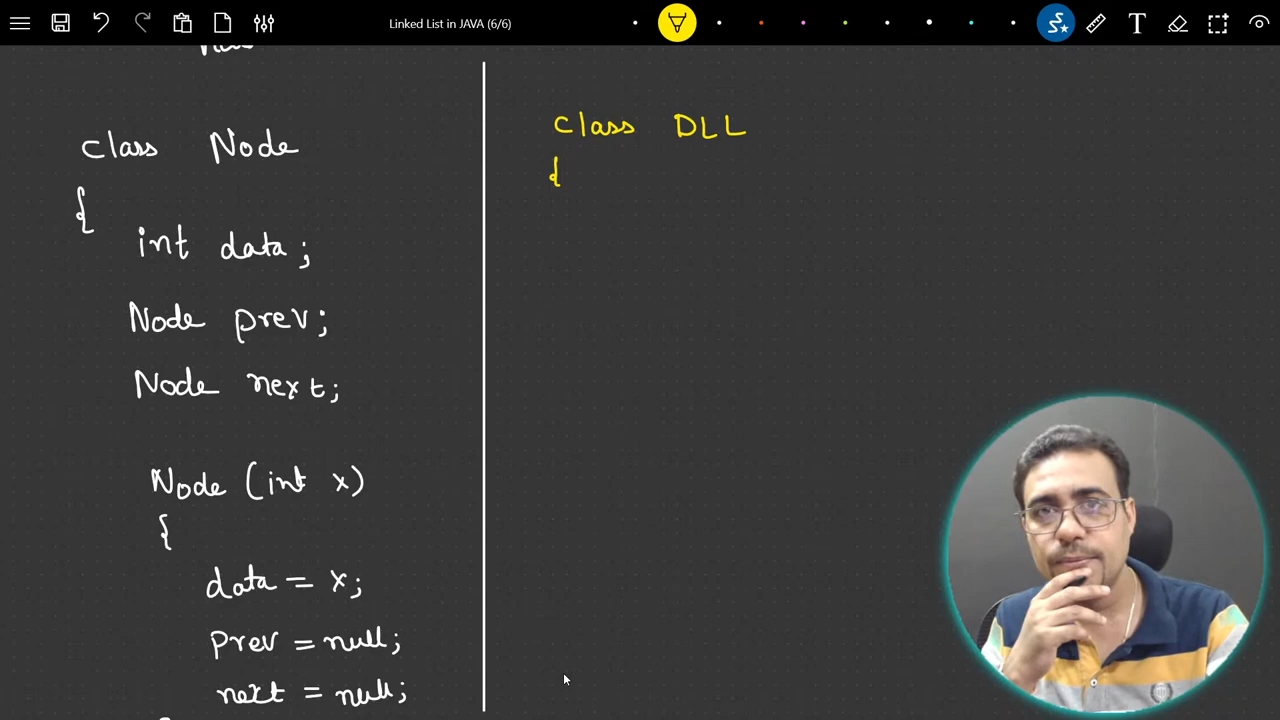 Linked List in JAVA (6/6)
class Node
{
int data;
Node prev;
Node next;
Node (int x)
{
data = x;
prev = null;
next = null;
class DLL
{